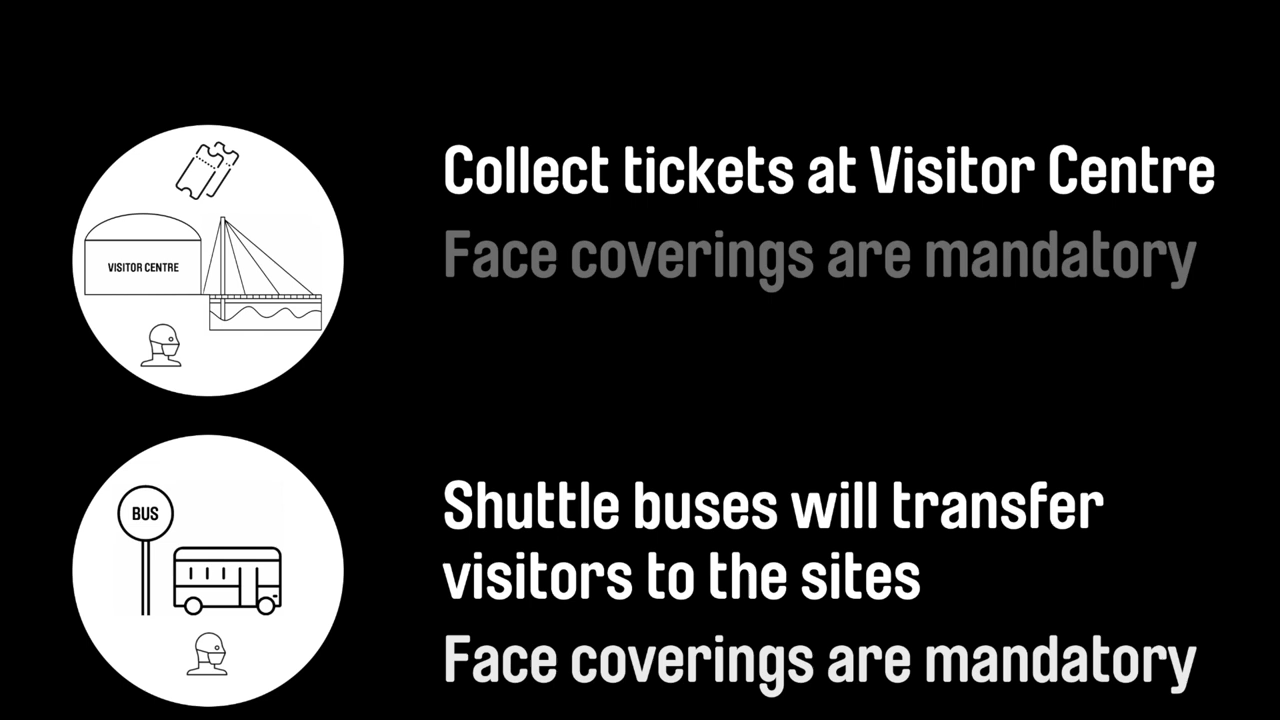 Collect tickets at Visitor Centre
Face coverings are mandatory
VISITOR CENTRE
Shuttle buses will transfer
visitors to the sites
Face coverings are mandatory
BUS